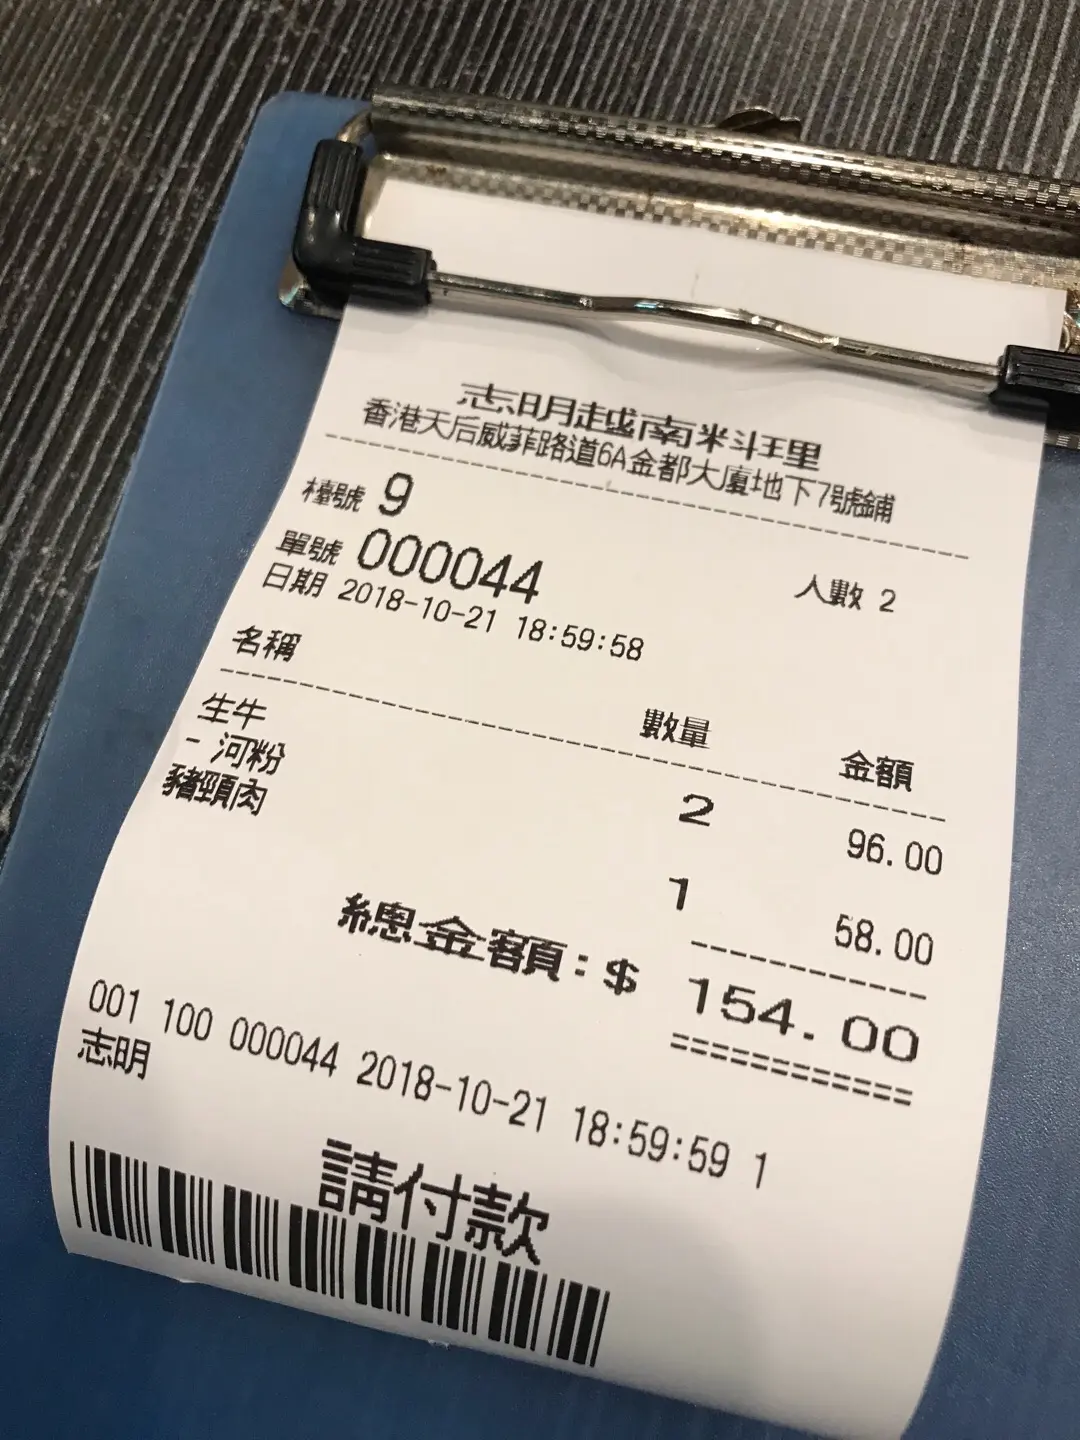 志明越南料理
香港天后威菲路道6A金都大廈地下7號鋪
檯號 9
單號 000044 人數 2
日期 2018-10-21 18:59:58
名稱 數量 金額
生牛 2 96.00
- 河粉
豬頸肉 1 58.00
總金額:$ 154.00
001 100 000044 2018-10-21 18:59:59 1
志明
請付款